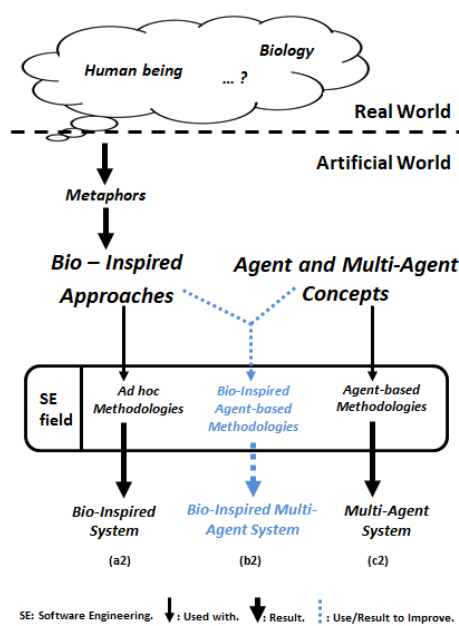 Biology
Human being
... ?
Real World
Artificial World
Metaphors
Bio – Inspired
Approaches
Agent and Multi-Agent
Concepts
SE
field
Ad hoc
Methodologies
Bio-Inspired
Agent-based
Methodologies
Agent-based
Methodologies
Bio-Inspired
System
Bio-Inspired Multi-
Agent System
Multi-Agent
System
(a2)
(b2)
(c2)
SE: Software Engineering. : Used with. : Result. : Use/Result to Improve.